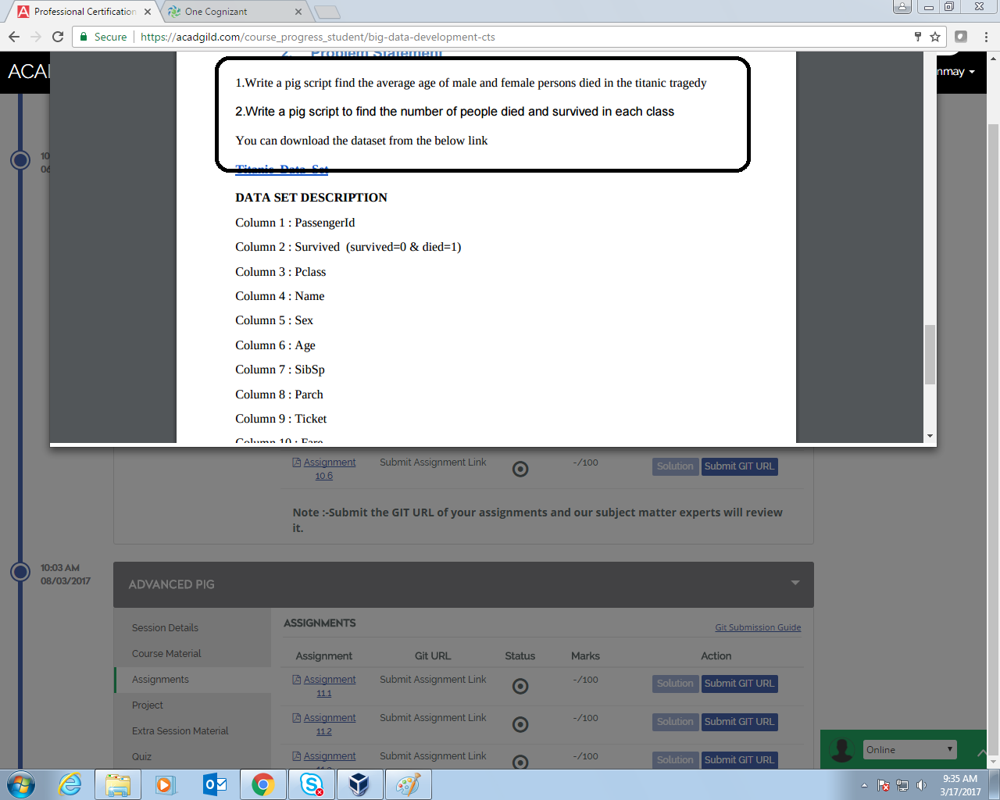 Professional Certification
One Cognizant
Secure
https://acadgild.com/course_progress_student/big-data-development-cts
ACA
nmay
2. Problem Statement
1.Write a pig script find the average age of male and female persons died in the titanic tragedy
2.Write a pig script to find the number of people died and survived in each class
You can download the dataset from the below link
Titanic Data Set
DATA SET DESCRIPTION
Column 1 : PassengerId
Column 2 : Survived (survived=0 & died=1)
Column 3 : Pclass
Column 4 : Name
Column 5 : Sex
Column 6 : Age
Column 7 : SibSp
Column 8 : Parch
Column 9 : Ticket
Column 10 : Fare
10
06
Assignment Submit Assignment Link -/100 Solution Submit GIT URL
10.6
Note :-Submit the GIT URL of your assignments and our subject matter experts will review
it.
10:03 AM
08/03/2017
ADVANCED PIG
Session Details
Course Material
Assignments
Project
Extra Session Material
Quiz
ASSIGNMENTS
Git Submission Guide
Assignment Git URL Status Marks Action
Assignment Submit Assignment Link -/100 Solution Submit GIT URL
11.1
Assignment Submit Assignment Link -/100 Solution Submit GIT URL
11.2
Assignment Submit Assignment Link -/100 Solution Submit GIT URL
Online
9:35 AM
3/17/2017